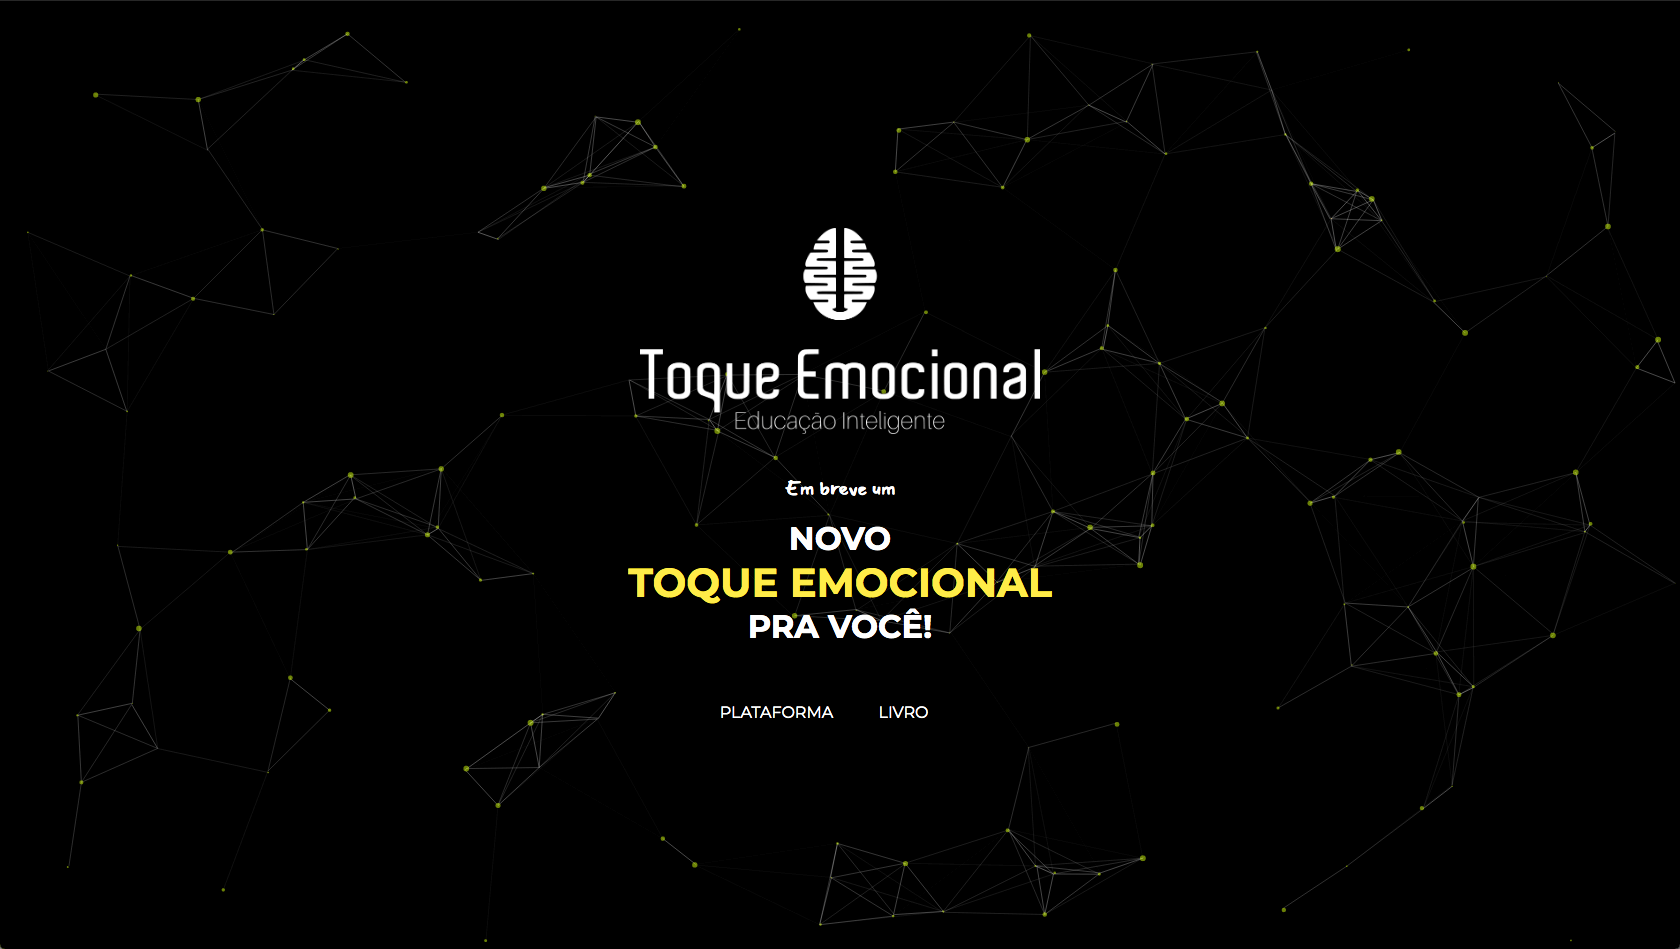 Toque Emocional
Educação Inteligente
Em breve um
NOVO
TOQUE EMOCIONAL
PRA VOCÊ!
PLATAFORMA LIVRO